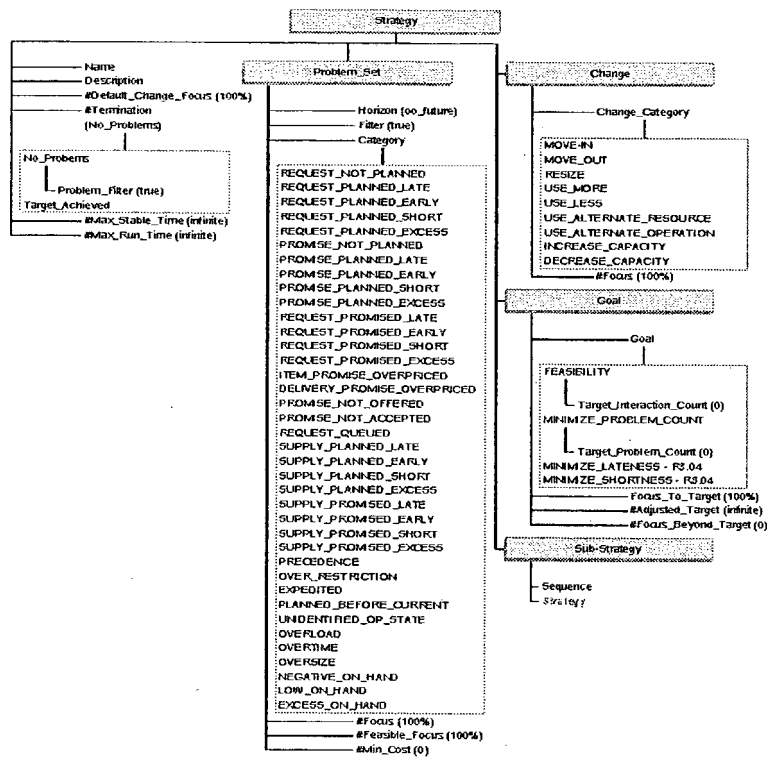 Strategy
Name
Description
#Default_Change_Focus (100%)
#Termination
(No_Problems)
No_Probems
Problem_Filter (true)
Target_Achieved
#Max_Stable_Time (infinite)
#Max_Run_Time (infinite)
Problem_Set
Horizon (oo_future)
Filter (true)
Category
REQUEST_NOT_PLANNED
REQUEST_PLANNED_LATE
REQUEST_PLANNED_EARLY
REQUEST_PLANNED_SHORT
REQUEST_PLANNED_EXCESS
PROMISE_NOT_PLANNED
PROMISE_PLANNED_LATE
PROMISE_PLANNED_EARLY
PROMISE_PLANNED_SHORT
PROMISE_PLANNED_EXCESS
REQUEST_PROMISED_LATE
REQUEST_PROMISED_EARLY
REQUEST_PROMISED_SHORT
REQUEST_PROMISED_EXCESS
ITEM_PROMISE_OVERPRICED
DELIVERY_PROMISE_OVERPRICED
PROMISE_NOT_OFFERED
PROMISE_NOT_ACCEPTED
REQUEST_QUEUED
SUPPLY_PLANNED_LATE
SUPPLY_PLANNED_EARLY
SUPPLY_PLANNED_SHORT
SUPPLY_PLANNED_EXCESS
SUPPLY_PROMISED_LATE
SUPPLY_PROMISED_EARLY
SUPPLY_PROMISED_SHORT
SUPPLY_PROMISED_EXCESS
PRECEDENCE
OVER_RESTRICTION
EXPEDITED
PLANNED_BEFORE_CURRENT
UNIDENTIFIED_OP_STATE
OVERLOAD
OVERTIME
OVERSIZE
NEGATIVE_ON_HAND
LOW_ON_HAND
EXCESS_ON_HAND
#Focus (100%)
#Feasible_Focus (100%)
#Min_Cost (0)
Change
Change_Category
MOVE-IN
MOVE_OUT
RESIZE
USE_MORE
USE_LESS
USE_ALTERNATE_RESOURCE
USE_ALTERNATE_OPERATION
INCREASE_CAPACITY
DECREASE_CAPACITY
#Focus (100%)
Goal
Goal
FEASIBILITY
Target_Interaction_Count (0)
MINIMIZE_PROBLEM_COUNT
Target_Problem_Count (0)
MINIMIZE_LATENESS - R3.04
MINIMIZE_SHORTNESS - R3.04
Focus_To_Target (100%)
#Adjusted_Target (infinite)
#Focus_Beyond_Target (0)
Sub-Strategy
Sequence
Strategy